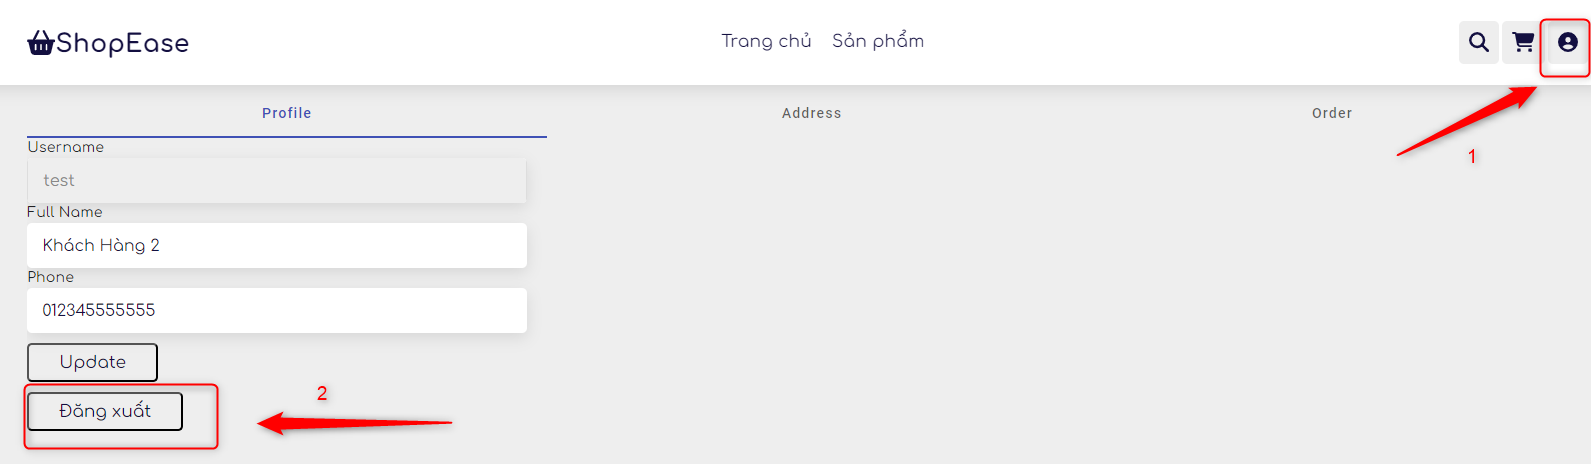 ShopEase
Trang chủ Sản phẩm
Profile Address Order
1
Username
test
Full Name
Khách Hàng 2
Phone
012345555555
Update
2
Đăng xuất